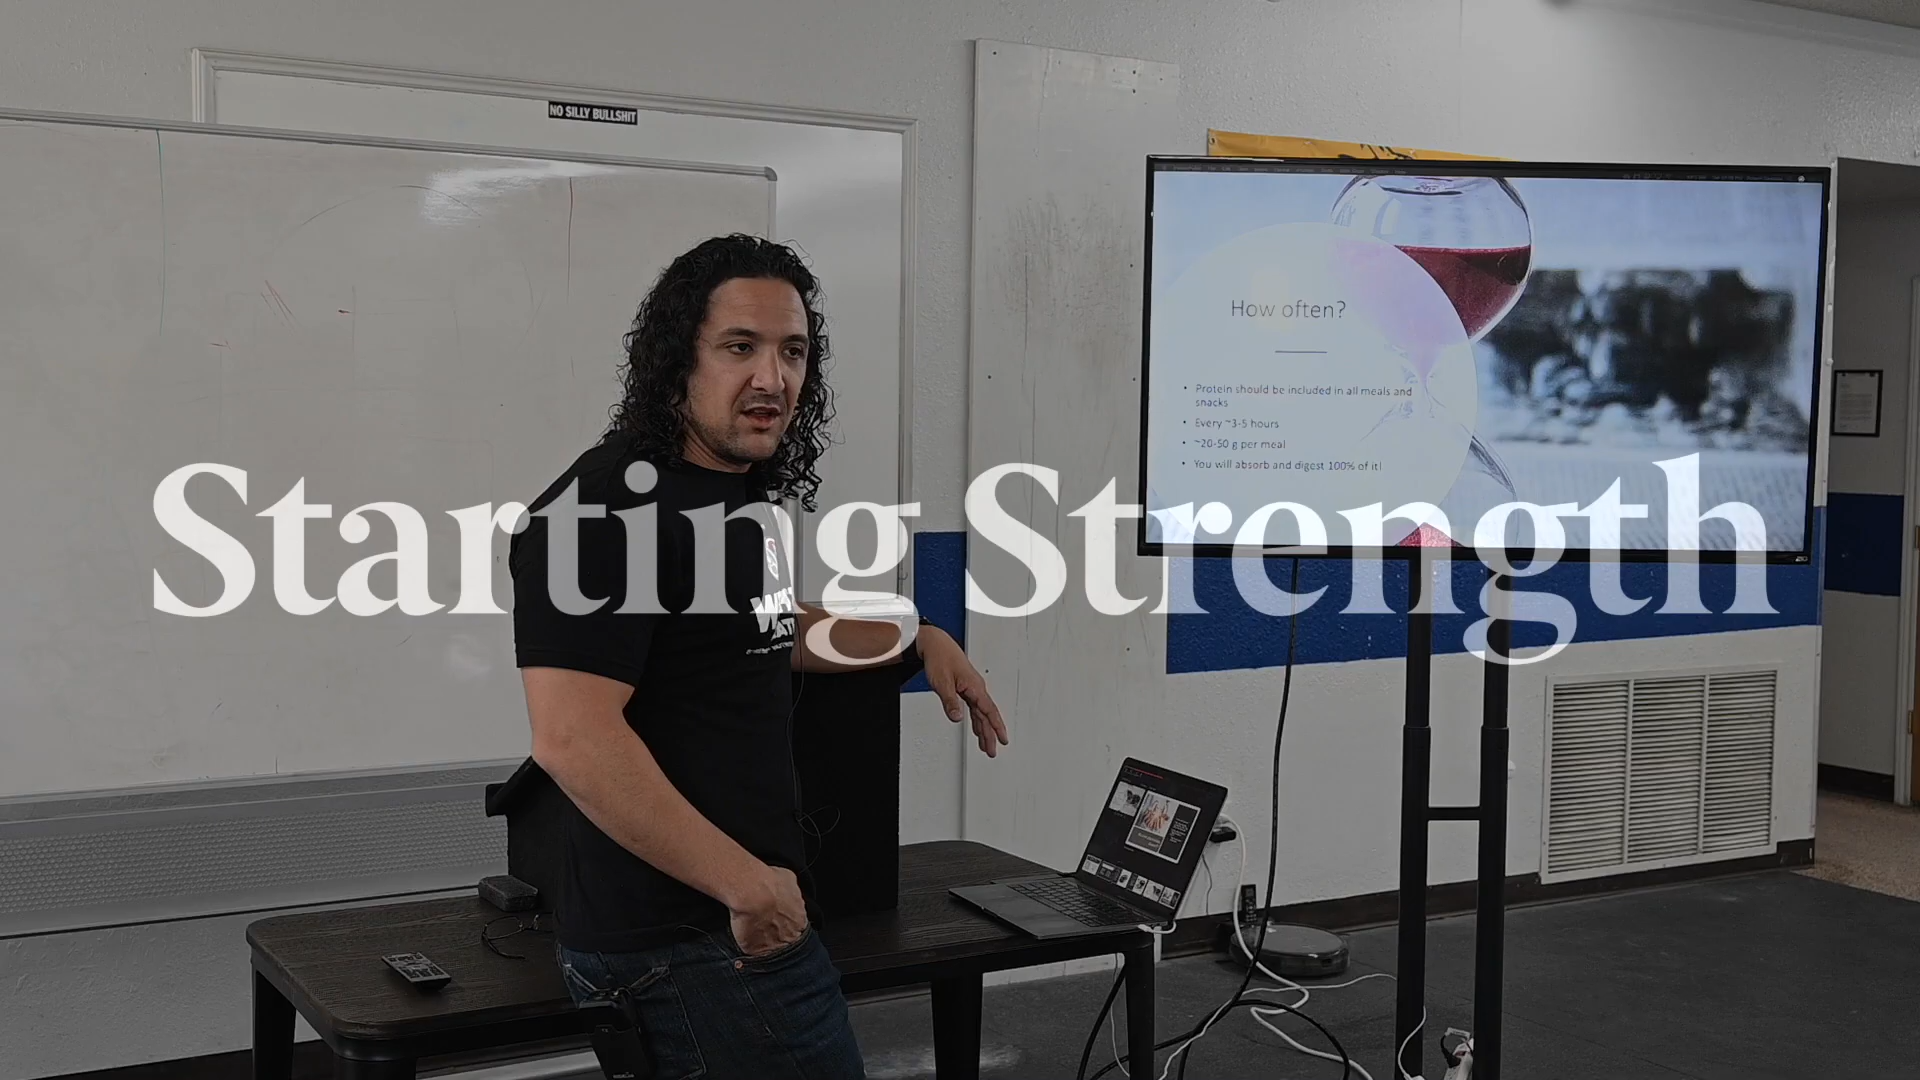 NO SILLY BULLSHIT
How often?
• Protein should be included in all meals and
snacks
• Every ~3-5 hours
• ~20-50 g per meal
• You will absorb and digest 100% of it!
Starting Strength